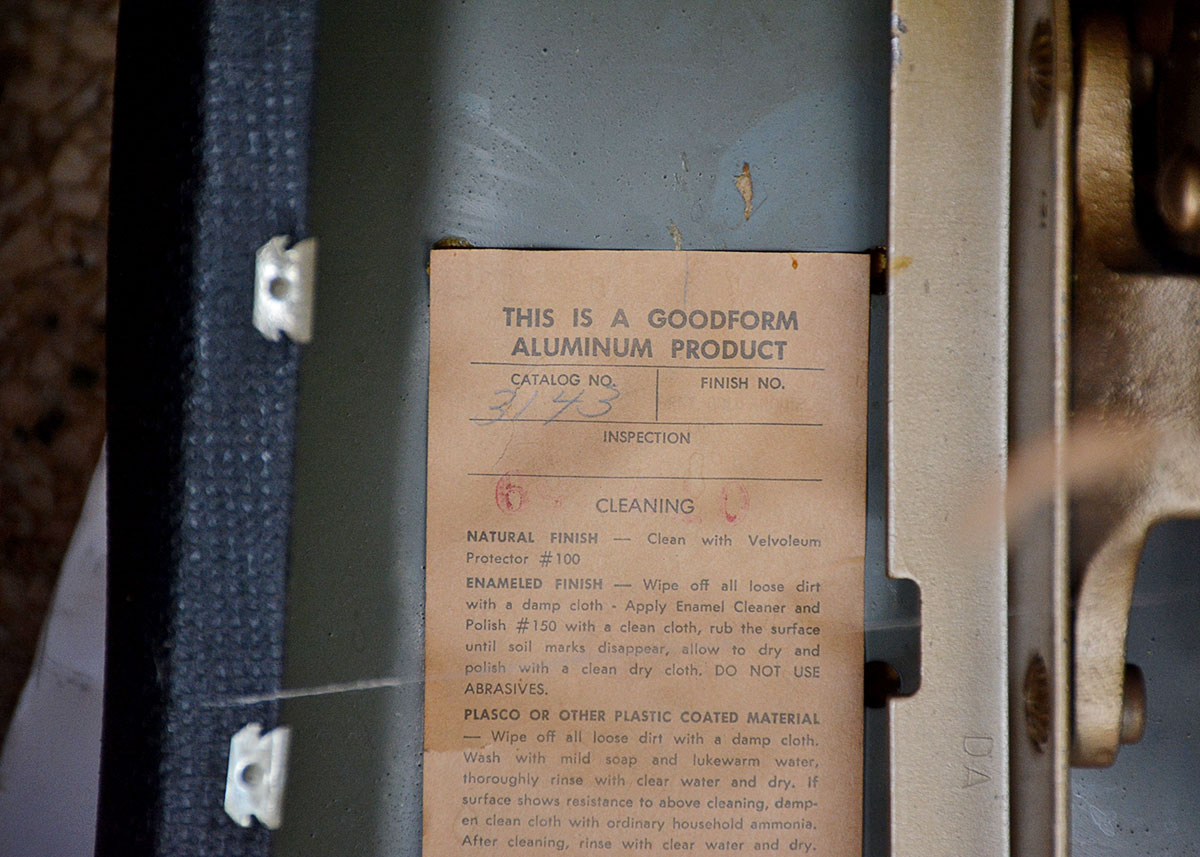 THIS IS A GOODFORM
ALUMINUM PRODUCT
CATALOG NO. FINISH NO.
3143
INSPECTION
6 0
CLEANING
NATURAL FINISH — Clean with Velvoleum
Protector #100
ENAMELED FINISH — Wipe off all loose dirt
with a damp cloth - Apply Enamel Cleaner and
Polish #150 with a clean cloth, rub the surface
until soil marks disappear, allow to dry and
polish with a clean dry cloth. DO NOT USE
ABRASIVES.
PLASCO OR OTHER PLASTIC COATED MATERIAL
— Wipe off all loose dirt with a damp cloth.
Wash with mild soap and lukewarm water,
thoroughly rinse with clear water and dry. If
surface shows resistance to above cleaning, damp-
en clean cloth with ordinary household ammonia.
After cleaning, rinse with clear water and dry.
DA